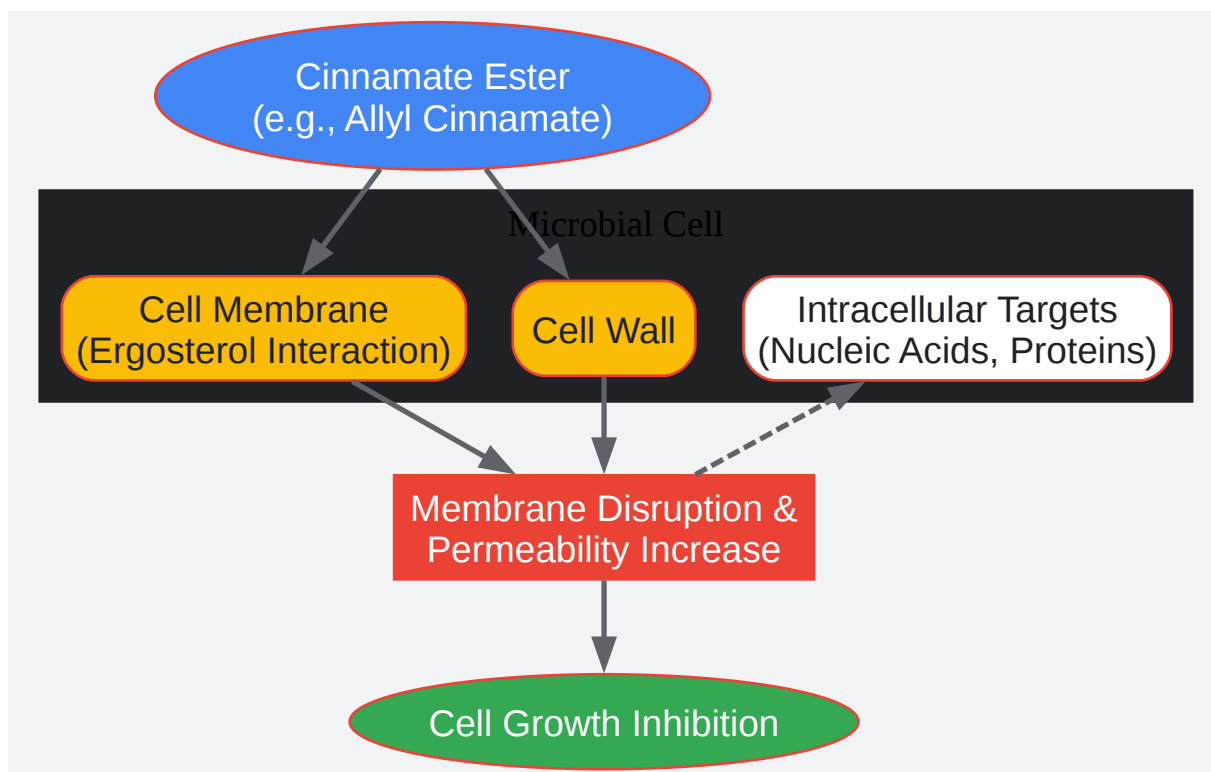 Cinnamate Ester
(e.g., Allyl Cinnamate)
Microbial Cell
Cell Membrane
(Ergosterol Interaction)
Cell Wall
Intracellular Targets
(Nucleic Acids, Proteins)
Membrane Disruption &
Permeability Increase
Cell Growth Inhibition